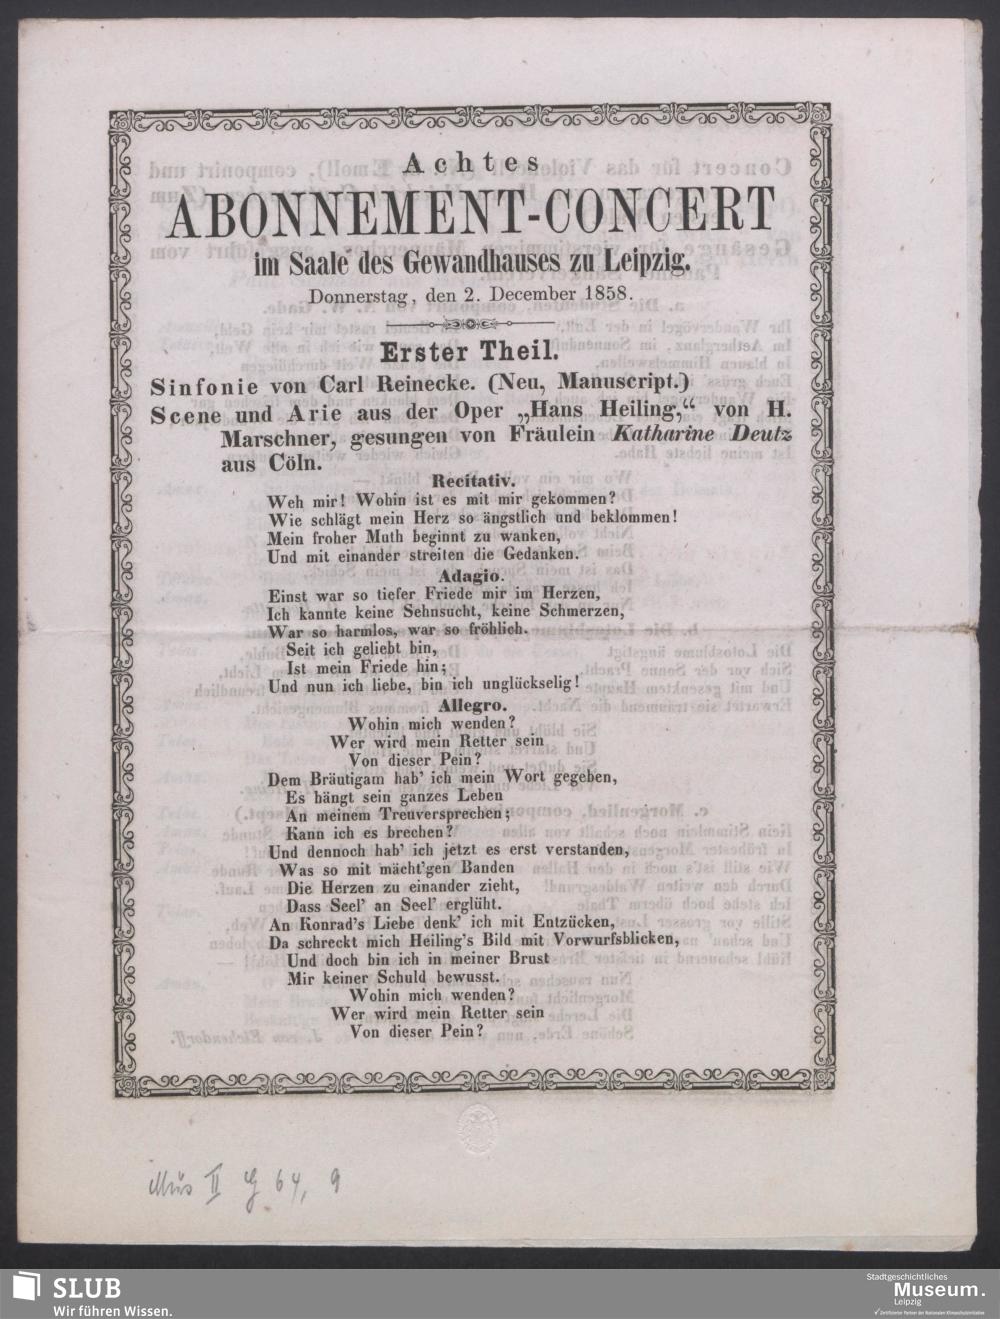 Achtes
ABONNEMENT-CONCERT
im Saale des Gewandhauses zu Leipzig.
Donnerstag, den 2. December 1858.
Erster Theil.
Sinfonie von Carl Reinecke. (Neu, Manuscript.)
Scene und Arie aus der Oper „Hans Heiling,“ von H.
Marschner, gesungen von Fräulein Katharine Deutz
aus Cöln.
Recitativ.
Weh mir! Wohin ist es mit mir gekommen?
Wie schlägt mein Herz so ängstlich und beklommen!
Mein froher Muth beginnt zu wanken,
Und mit einander streiten die Gedanken.
Adagio.
Einst war so tiefer Friede mir im Herzen,
Ich kannte keine Sehnsucht, keine Schmerzen,
War so harmlos, war so fröhlich.
Seit ich geliebt bin,
Ist mein Friede hin;
Und nun ich liebe, bin ich unglückselig!
Allegro.
Wohin mich wenden?
Wer wird mein Retter sein
Von dieser Pein?
Dem Bräutigam hab’ ich mein Wort gegeben,
Es hängt sein ganzes Leben
An meinem Treuversprechen;
Kann ich es brechen?
Und dennoch hab’ ich jetzt es erst verstanden,
Was so mit mächt’gen Banden
Die Herzen zu einander zieht,
Dass Seel’ an Seel’ erglüht.
An Konrad’s Liebe denk’ ich mit Entzücken,
Da schreckt mich Heiling’s Bild mit Vorwurfsblicken,
Und doch bin ich in meiner Brust
Mir keiner Schuld bewusst.
Wohin mich wenden?
Wer wird mein Retter sein
Von dieser Pein?
Mus II G 64, 9
SLUB
Wir führen Wissen.
Stadtgeschichtliches
Museum.
Leipzig
Zertifizierter Partner der Nationalen Klimaschutzinitiative